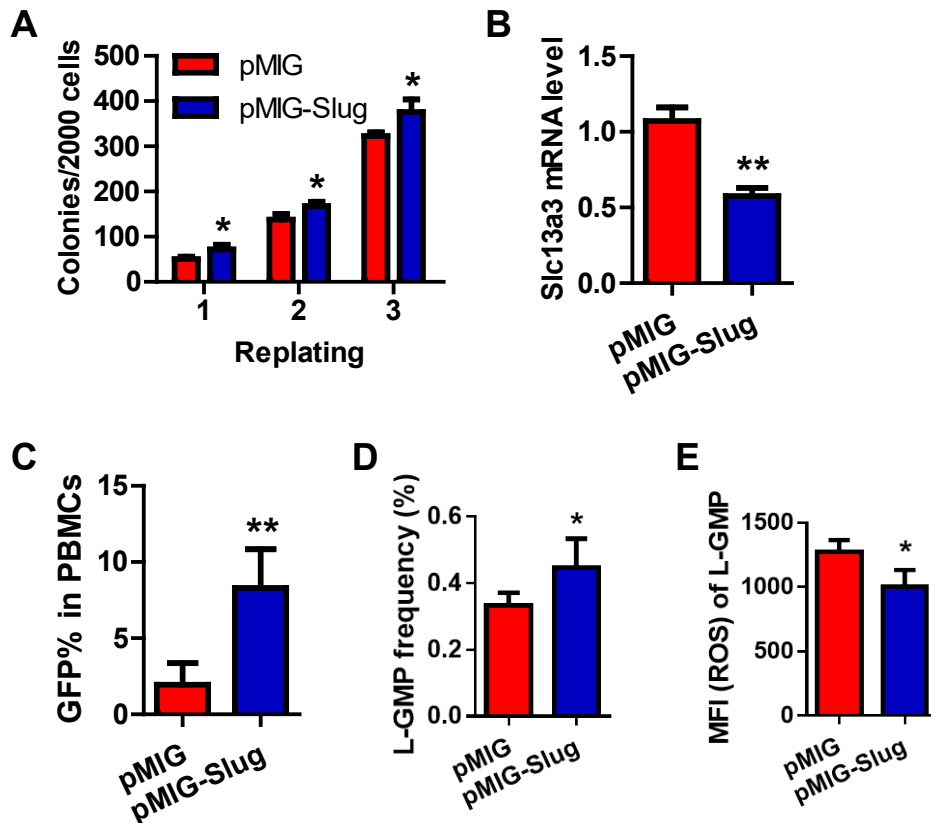 A
Colonies/2000 cells
500
400
300
200
100
0
pMIG
pMIG-Slug
*
*
*
1 2 3
Replating
B
Slc13a3 mRNA level
1.5
1.0
0.5
0.0
**
pMIG
pMIG-Slug
C
GFP% in PBMCs
15
10
5
0
**
pMIG
pMIG-Slug
D
L-GMP frequency (%)
0.6
0.4
0.2
0.0
*
pMIG
pMIG-Slug
E
MFI (ROS) of L-GMP
1500
1000
500
0
*
pMIG
pMIG-Slug